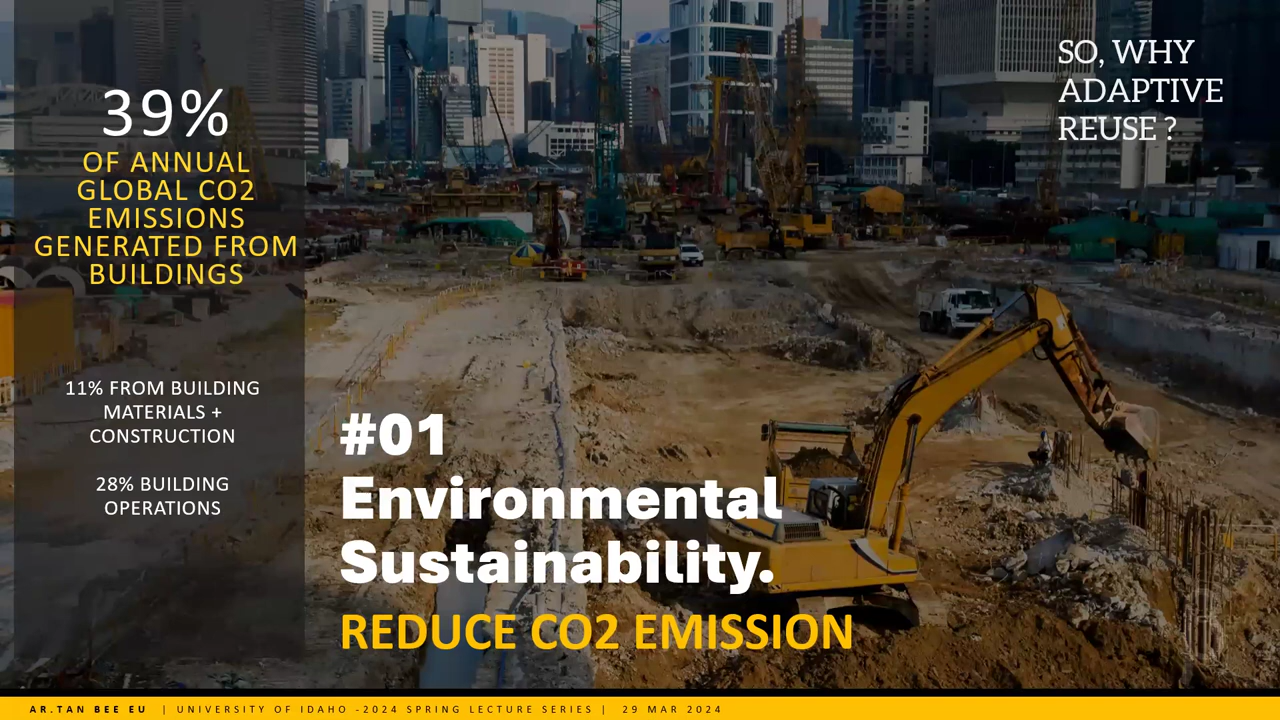 39%
OF ANNUAL
GLOBAL CO2
EMISSIONS
GENERATED FROM
BUILDINGS
11% FROM BUILDING
MATERIALS +
CONSTRUCTION
28% BUILDING
OPERATIONS
SO, WHY
ADAPTIVE
REUSE ?
#01
Environmental
Sustainability.
REDUCE CO2 EMISSION
AR.TAN BEE EU | UNIVERSITY OF IDAHO -2024 SPRING LECTURE SERIES | 29 MAR 2024